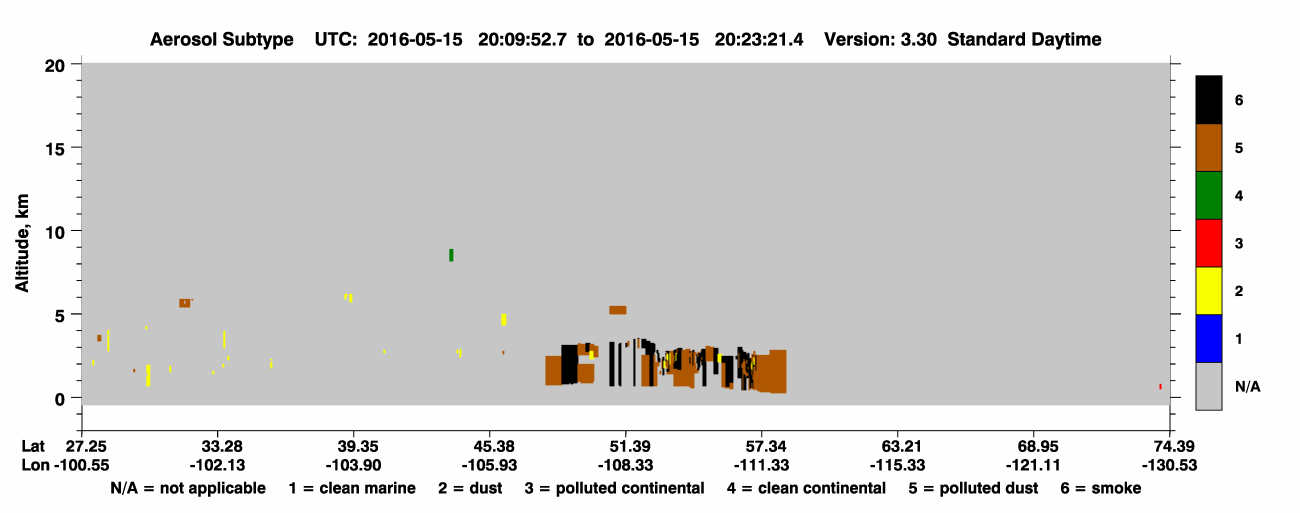 Aerosol Subtype UTC: 2016-05-15 20:09:52.7 to 2016-05-15 20:23:21.4 Version: 3.30 Standard Daytime
20
15
10
5
0
Altitude, km
6
5
4
3
2
1
N/A
Lat 27.25 33.28 39.35 45.38 51.39 57.34 63.21 68.95 74.39
Lon -100.55 -102.13 -103.90 -105.93 -108.33 -111.33 -115.33 -121.11 -130.53
N/A = not applicable 1 = clean marine 2 = dust 3 = polluted continental 4 = clean continental 5 = polluted dust 6 = smoke